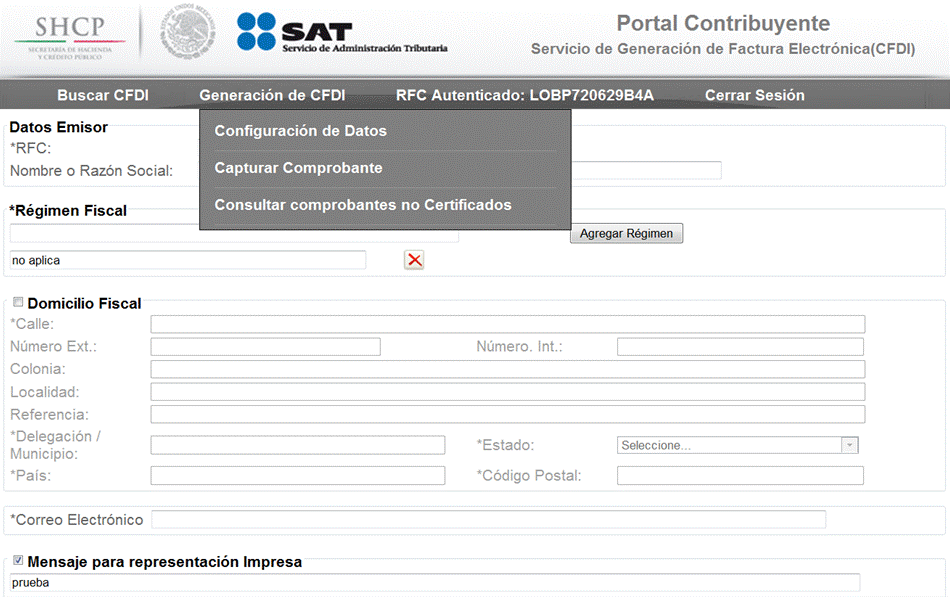 SHCP
SECRETARÍA DE HACIENDA
Y CRÉDITO PÚBLICO
SAT
Servicio de Administración Tributaria
Portal Contribuyente
Servicio de Generación de Factura Electrónica(CFDI)
Buscar CFDI Generación de CFDI RFC Autenticado: LOBP720629B4A Cerrar Sesión
Configuración de Datos
Capturar Comprobante
Consultar comprobantes no Certificados
Datos Emisor
*RFC:
Nombre o Razón Social:
*Régimen Fiscal
Agregar Régimen
no aplica
Domicilio Fiscal
*Calle:
Número Ext.: Número. Int.:
Colonia:
Localidad:
Referencia:
*Delegación /
Municipio: *Estado: Seleccione...
*País: *Código Postal:
*Correo Electrónico
Mensaje para representación Impresa
prueba